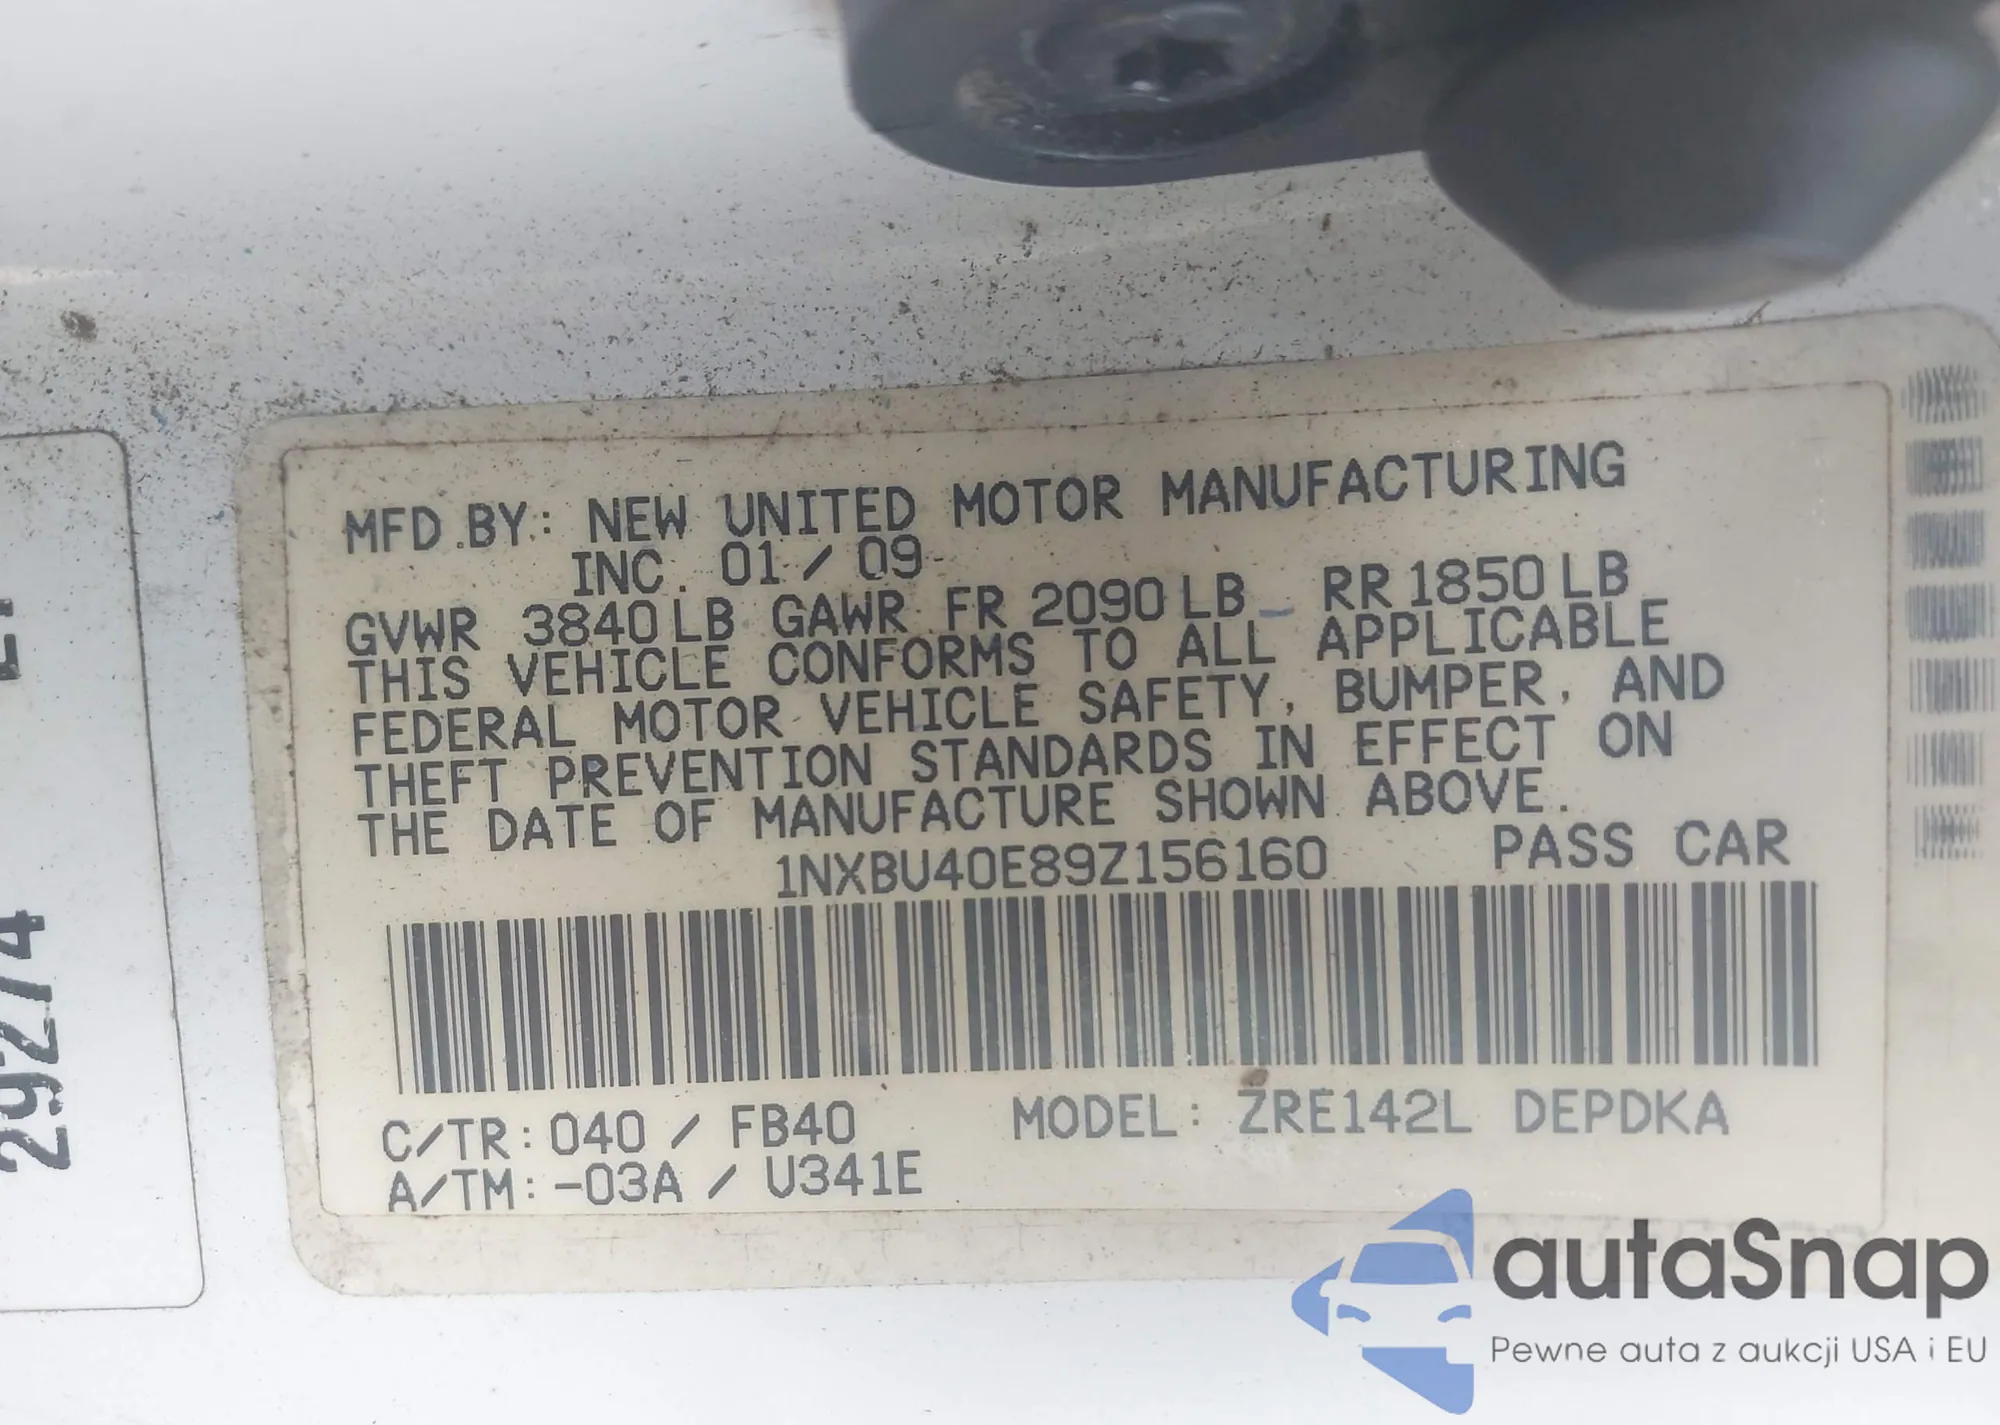 MFD.BY: NEW UNITED MOTOR MANUFACTURING
INC. 01/09
GVWR 3840LB GAWR FR 2090LB RR 1850LB
THIS VEHICLE CONFORMS TO ALL APPLICABLE
FEDERAL MOTOR VEHICLE SAFETY, BUMPER, AND
THEFT PREVENTION STANDARDS IN EFFECT ON
THE DATE OF MANUFACTURE SHOWN ABOVE.
1NXBU40E89Z156160 PASS CAR
C/TR: 040 / FB40 MODEL: ZRE142L DEPDKA
A/TM: -03A / U341E
29274
autaSnap
Pewne auta z aukcji USA i EU